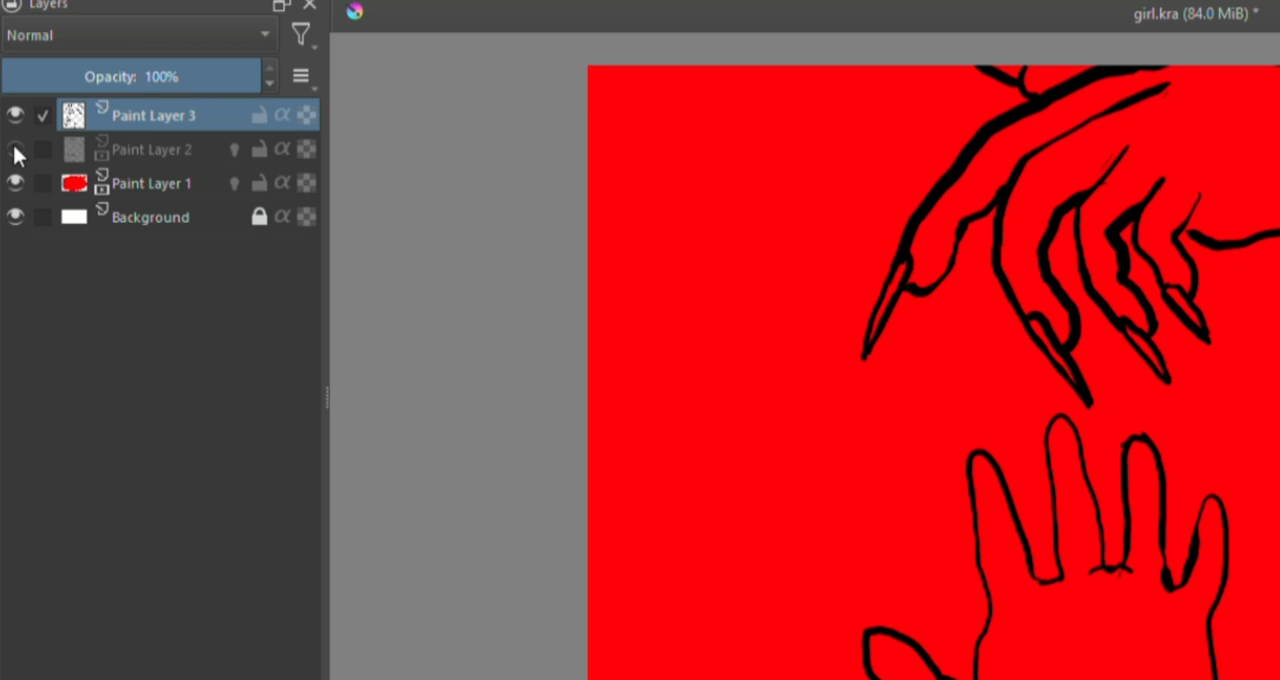 Layers
girl.kra (84.0 MiB) *
Normal
Opacity: 100%
Paint Layer 3
Paint Layer 2
Paint Layer 1
Background